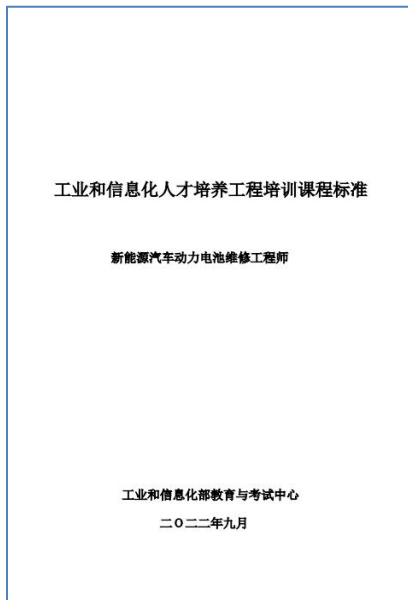 工业和信息化人才培养工程培训课程标准
新能源汽车动力电池维修工程师
工业和信息化部教育与考试中心
二〇二二年九月